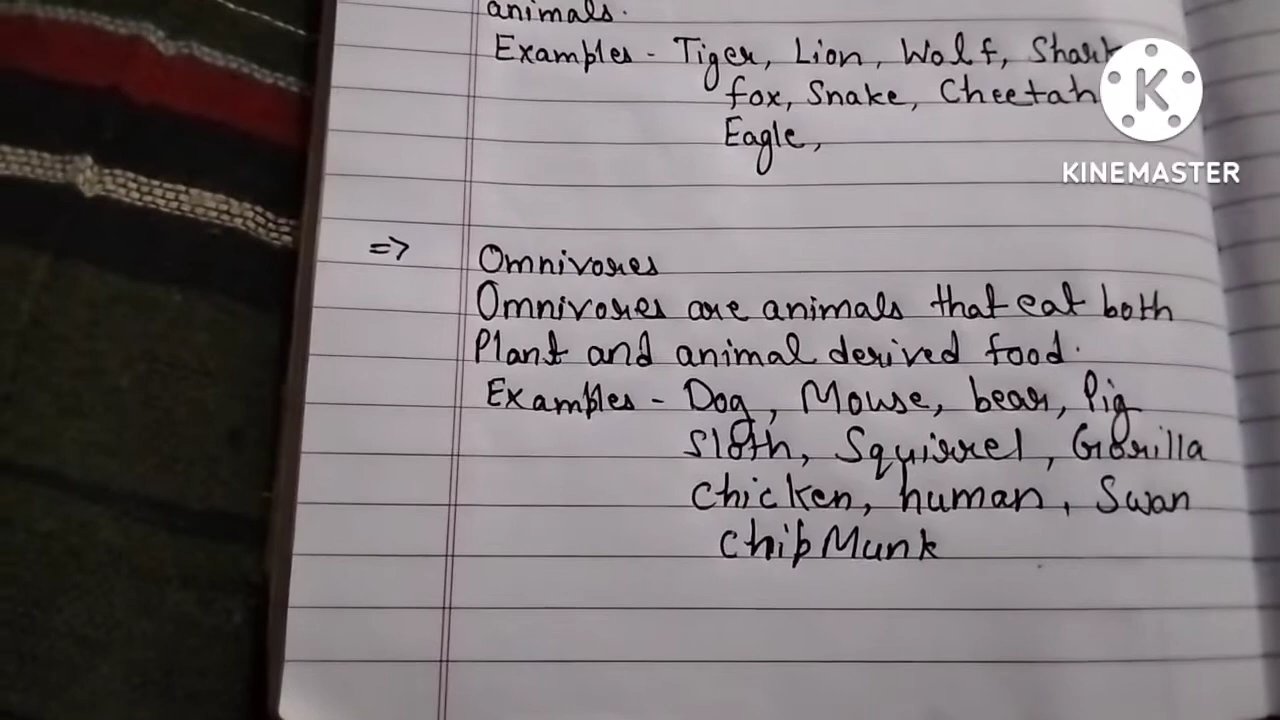 animals.
Examples - Tiger, Lion, Wolf, Shark
fox, Snake, Cheetah
Eagle,
K
KINEMASTER
=> Omnivores
Omnivores are animals that eat both
Plant and animal derived food.
Examples - Dog, Mouse, bear, Pig
Sloth, Squirrel, Gorilla
Chicken, human, Swan
ChipMunk